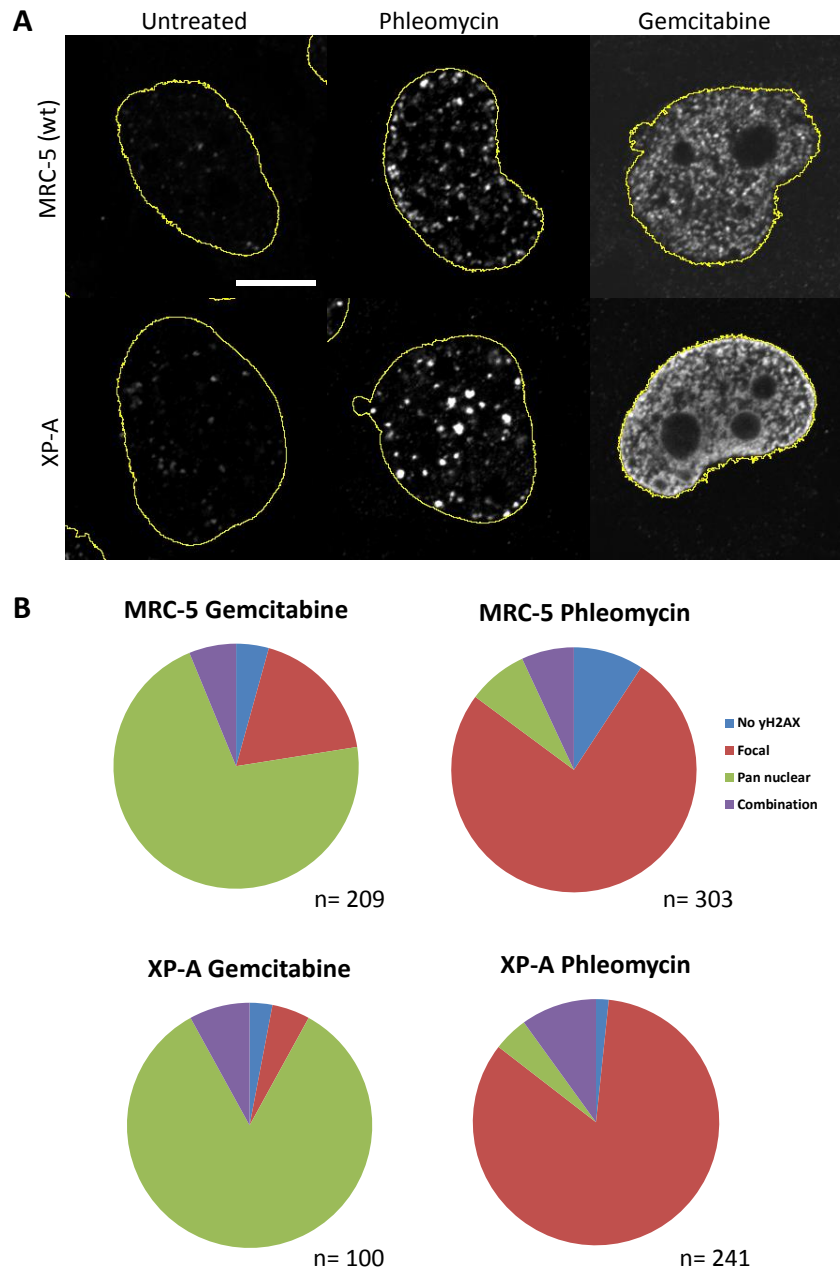 A
Untreated
Phleomycin
Gemcitabine
MRC-5 (wt)
XP-A
B
MRC-5 Gemcitabine
MRC-5 Phleomycin
No yH2AX
Focal
Pan nuclear
Combination
n= 209
n= 303
XP-A Gemcitabine
XP-A Phleomycin
n= 100
n= 241